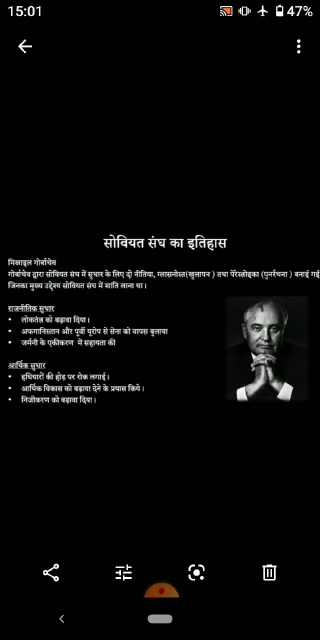 15:01
47%
सोवियत संघ का इतिहास
मिखाइल गोर्बाचेव
गोर्बाचेव द्वारा सोवियत संघ में सुधार के लिए दो नीतिया, ग्लासनोस्त(खुलापन ) तथा पेरेस्त्रोइका (पुनर्रचना ) बनाई गई
जिनका मुख्य उद्देश्य सोवियत संघ में शांति लाना था।
राजनीतिक सुधार
• लोकतंत्र को बढ़ावा दिया।
• अफगानिस्तान और पूर्वी यूरोप से सेना को वापस बुलाया
• जर्मनी के एकीकरण में सहायता की
आर्थिक सुधार
• हथियारों की होड़ पर रोक लगाई।
• आर्थिक विकास को बढ़ावा देने के प्रयास किये।
• निजीकरण को बढ़ावा दिया।